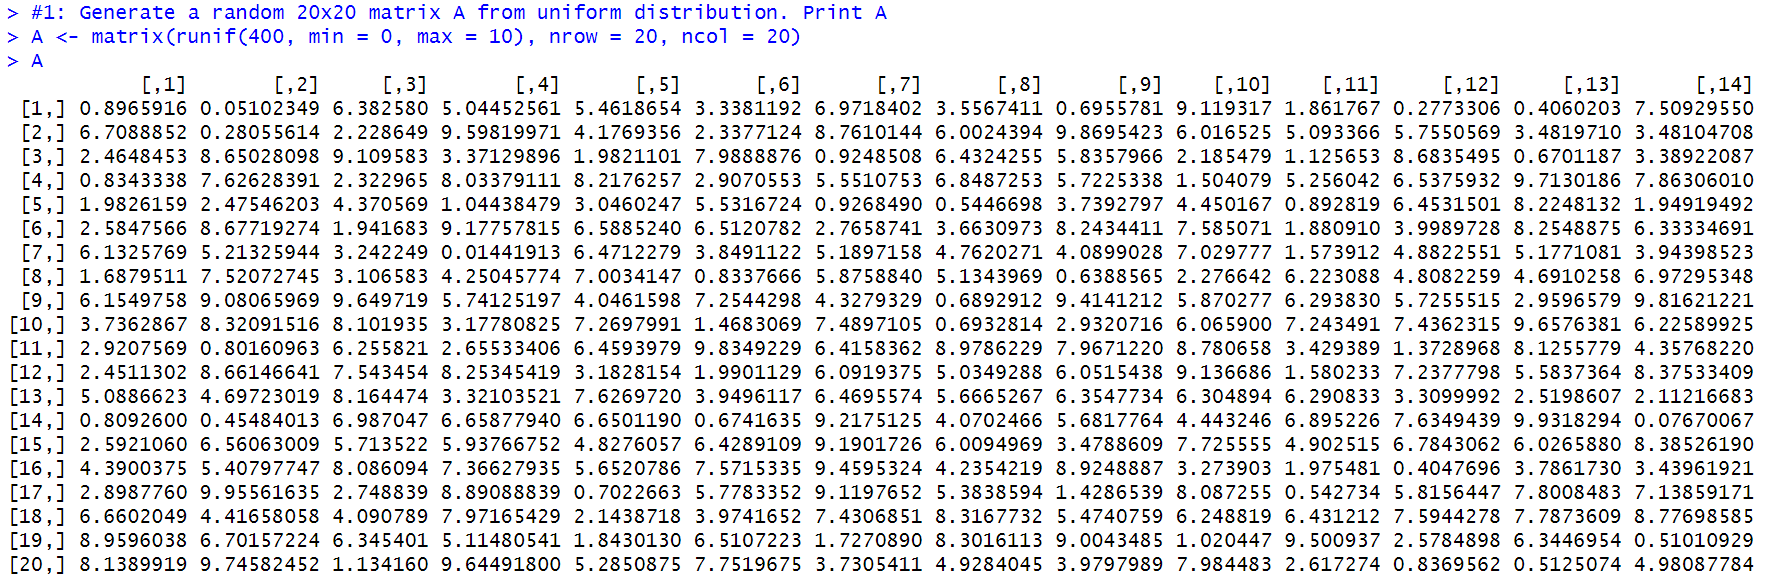 > #1: Generate a random 20x20 matrix A from uniform distribution. Print A
> A <- matrix(runif(400, min = 0, max = 10), nrow = 20, ncol = 20)
> A
[,1] [,2] [,3] [,4] [,5] [,6] [,7] [,8] [,9] [,10] [,11] [,12] [,13] [,14]
[1,] 0.8965916 0.05102349 6.382580 5.04452561 5.4618654 3.3381192 6.9718402 3.5567411 0.6955781 9.119317 1.861767 0.2773306 0.4060203 7.50929550
[2,] 6.7088852 0.28055614 2.228649 9.59819971 4.1769356 2.3377124 8.7610144 6.0024394 9.8695423 6.016525 5.093366 5.7550569 3.4819710 3.48104708
[3,] 2.4648453 8.65028098 9.109583 3.37129896 1.9821101 7.9888876 0.9248508 6.4324255 5.8357966 2.185479 1.125653 8.6835495 0.6701187 3.38922087
[4,] 0.8343338 7.62628391 2.322965 8.03379111 8.2176257 2.9070553 5.5510753 6.8487253 5.7225338 1.504079 5.256042 6.5375932 9.7130186 7.86306010
[5,] 1.9826159 2.47546203 4.370569 1.04438479 3.0460247 5.5316724 0.9268490 0.5446698 3.7392797 4.450167 0.892819 6.4531501 8.2248132 1.94919492
[6,] 2.5847566 8.67719274 1.941683 9.17757815 6.5885240 6.5120782 2.7658741 3.6630973 8.2434411 7.585071 1.880910 3.9989728 8.2548875 6.33334691
[7,] 6.1325769 5.21325944 3.242249 0.01441913 6.4712279 3.8491122 5.1897158 4.7620271 4.0899028 7.029777 1.573912 4.8822551 5.1771081 3.94398523
[8,] 1.6879511 7.52072745 3.106583 4.25045774 7.0034147 0.8337666 5.8758840 5.1343969 0.6388565 2.276642 6.223088 4.8082259 4.6910258 6.97295348
[9,] 6.1549758 9.08065969 9.649719 5.74125197 4.0461598 7.2544298 4.3279329 0.6892912 9.4141212 5.870277 6.293830 5.7255515 2.9596579 9.81621221
[10,] 3.7362867 8.32091516 8.101935 3.17780825 7.2697991 1.4683069 7.4897105 0.6932814 2.9320716 6.065900 7.243491 7.4362315 9.6576381 6.22589925
[11,] 2.9207569 0.80160963 6.255821 2.65533406 6.4593979 9.8349229 6.4158362 8.9786229 7.9671220 8.780658 3.429389 1.3728968 8.1255779 4.35768220
[12,] 2.4511302 8.66146641 7.543454 8.25345419 3.1828154 1.9901129 6.0919375 5.0349288 6.0515438 9.136686 1.580233 7.2377798 5.5837364 8.37533409
[13,] 5.0886623 4.69723019 8.164474 3.32103521 7.6269720 3.9496117 6.4695574 5.5665267 6.3547734 6.304894 6.290833 3.3109992 2.5198607 2.11216683
[14,] 0.8092600 0.45484013 6.987047 6.65877940 6.6501190 0.6741635 9.2175125 4.0702466 5.6817764 4.443246 6.895226 7.6349439 9.9318294 0.07670067
[15,] 2.5921060 6.56063009 5.713522 5.93766752 4.8276057 6.4289109 9.1901726 6.0094969 3.4788609 7.725555 4.902515 6.7843062 6.0265880 8.38526190
[16,] 4.3900375 5.40797747 8.086094 7.36627935 5.6520786 7.5715335 9.4595324 4.2354219 8.9248887 3.273903 1.975481 0.4047696 3.7861730 3.43961921
[17,] 2.8987760 9.95561635 2.748839 8.89088839 0.7022663 5.7783352 9.1197652 5.3838594 1.4286539 8.087255 0.542734 5.8156447 7.8008483 7.13859171
[18,] 6.6602049 4.41658058 4.090789 7.97165429 2.1438718 3.9741652 7.4306851 8.3167732 5.4740759 6.248819 6.431212 7.5944278 7.7873609 8.77698585
[19,] 8.9596038 6.70157224 6.345401 5.11480541 1.8430130 6.5107223 1.7270890 8.3016113 9.0043485 1.020447 9.500937 2.5784898 6.3446954 0.51010929
[20,] 8.1389919 9.74582452 1.134160 9.64491800 5.2850875 7.7519675 3.7305411 4.9284045 3.9797989 7.984483 2.617274 0.8369562 0.5125074 4.98087784